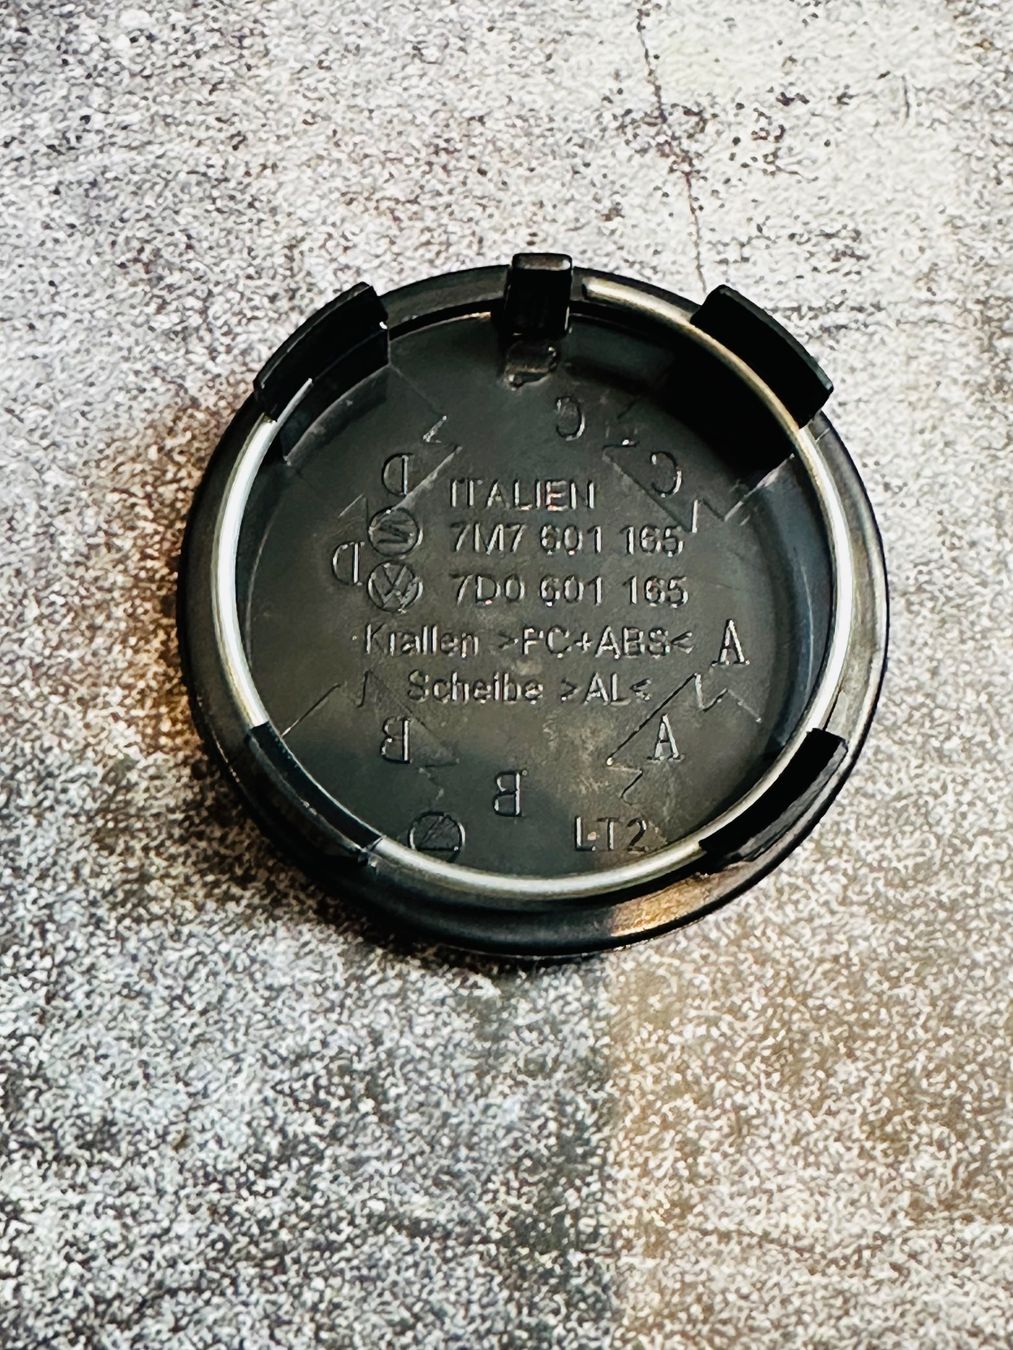 C
C
D
ITALIEN
7M7 601 165
D
7D0 601 165
Krallen >PC+ABS<
A
Scheibe >AL<
B
A
B
LT2